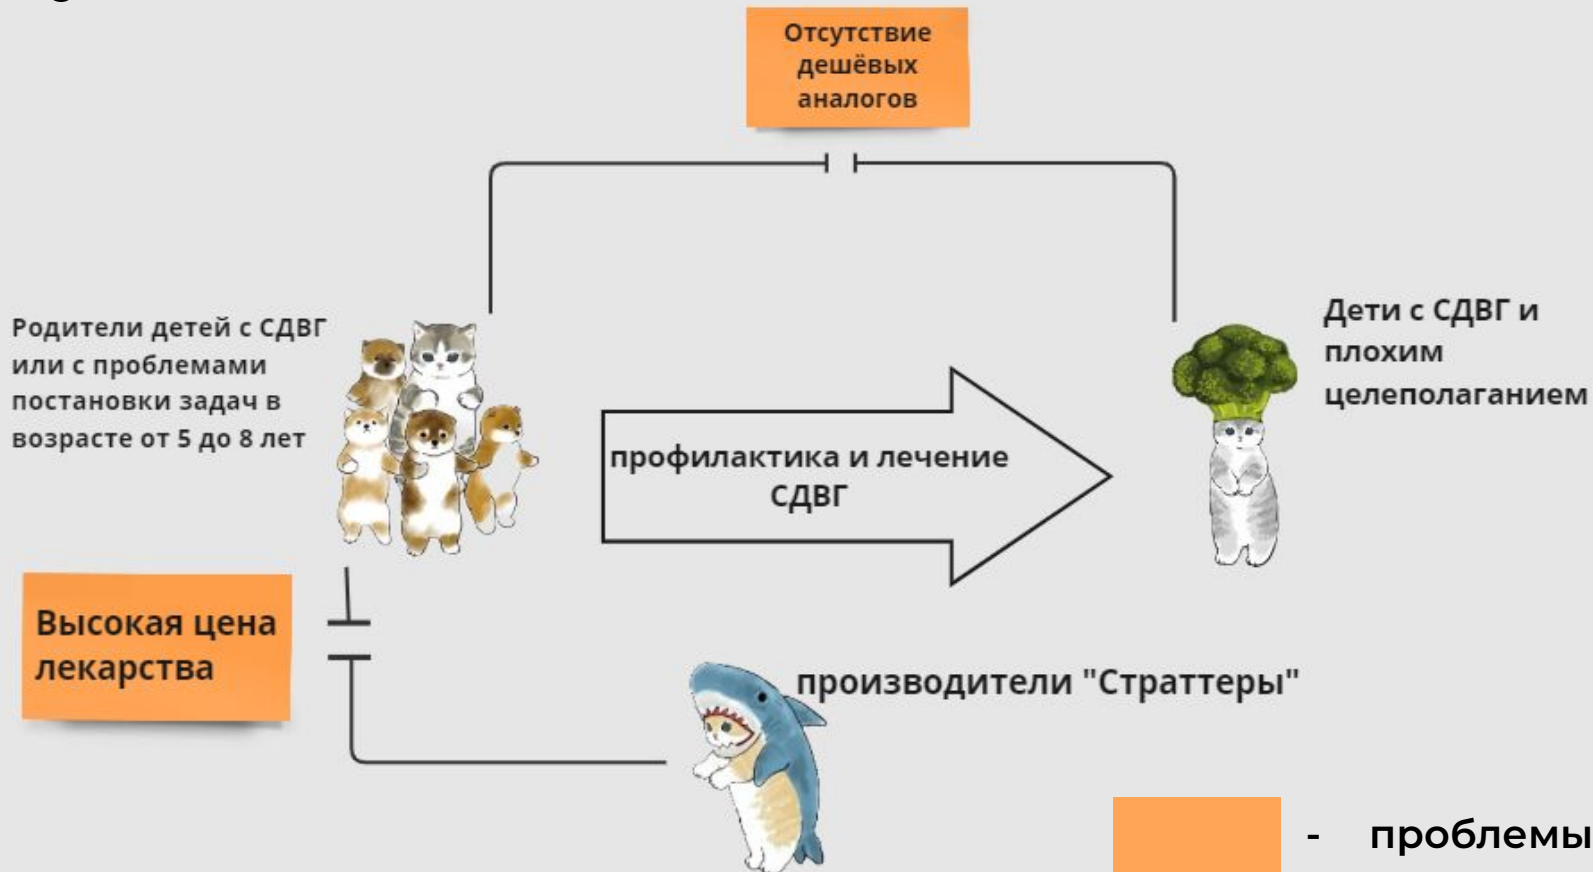 Отсутствие
дешёвых
аналогов
Родители детей с СДВГ
или с проблемами
постановки задач в
возрасте от 5 до 8 лет
Дети с СДВГ и
плохим
целеполаганием
профилактика и лечение
СДВГ
Высокая цена
лекарства
производители "Страттеры"
- проблемы